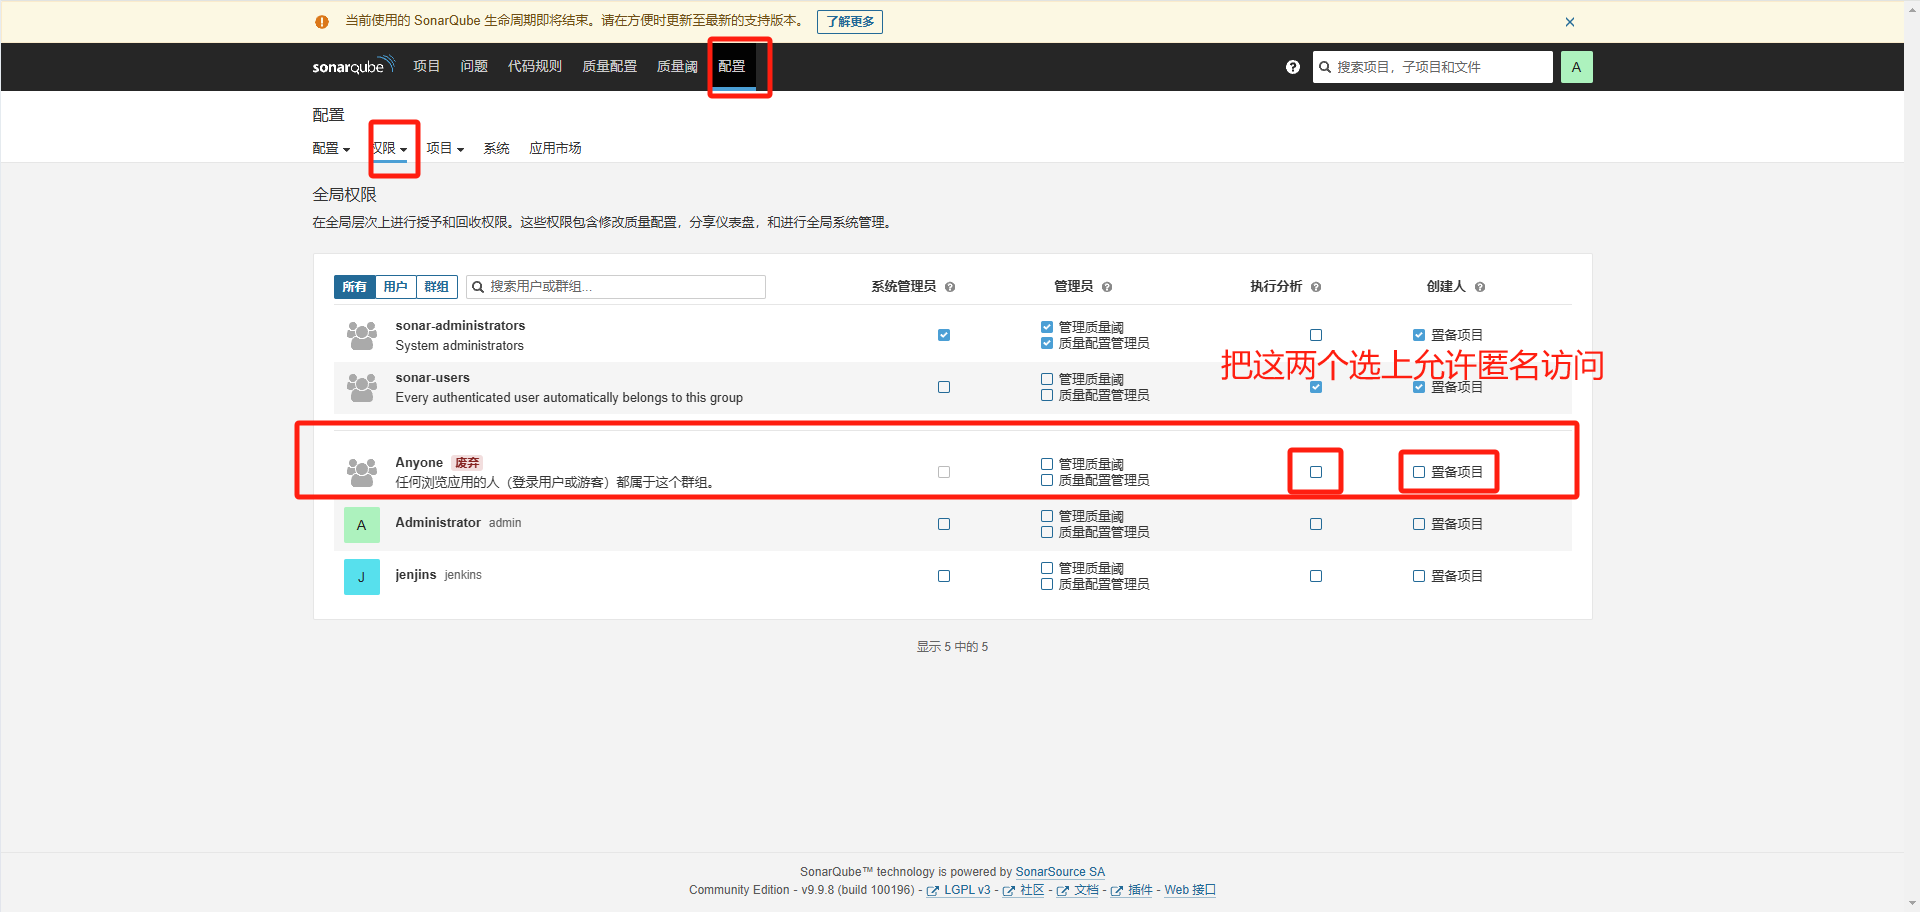 当前使用的 SonarQube 生命周期即将结束。请在方便时更新至最新的支持版本。 了解更多
sonarqube 项目 问题 代码规则 质量配置 质量阈 配置 搜索项目，子项目和文件 A
配置
配置 权限 项目 系统 应用市场
全局权限
在全局层次上进行授予和回收权限。这些权限包含修改质量配置，分享仪表盘，和进行全局系统管理。
所有 用户 群组 搜索用户或群组... 系统管理员 管理员 执行分析 创建人
sonar-administrators
System administrators
管理质量阈
质量配置管理员
置备项目
把这两个选上允许匿名访问
sonar-users
Every authenticated user automatically belongs to this group
管理质量阈
质量配置管理员
置备项目
Anyone 废弃
任何浏览应用的人（登录用户或游客）都属于这个群组。
管理质量阈
质量配置管理员
置备项目
A Administrator admin
管理质量阈
质量配置管理员
置备项目
J jenjins jenkins
管理质量阈
质量配置管理员
置备项目
显示 5 中的 5
SonarQube™ technology is powered by SonarSource SA
Community Edition - v9.9.8 (build 100196) - LGPL v3 - 社区 - 文档 - 插件 - Web 接口